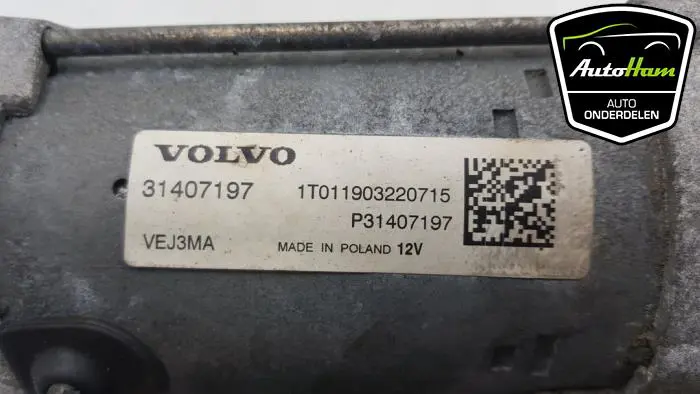 AutoHam
AUTO
ONDERDELEN
VOLVO
31407197 1T011903220715
P31407197
VEJ3MA MADE IN POLAND 12V